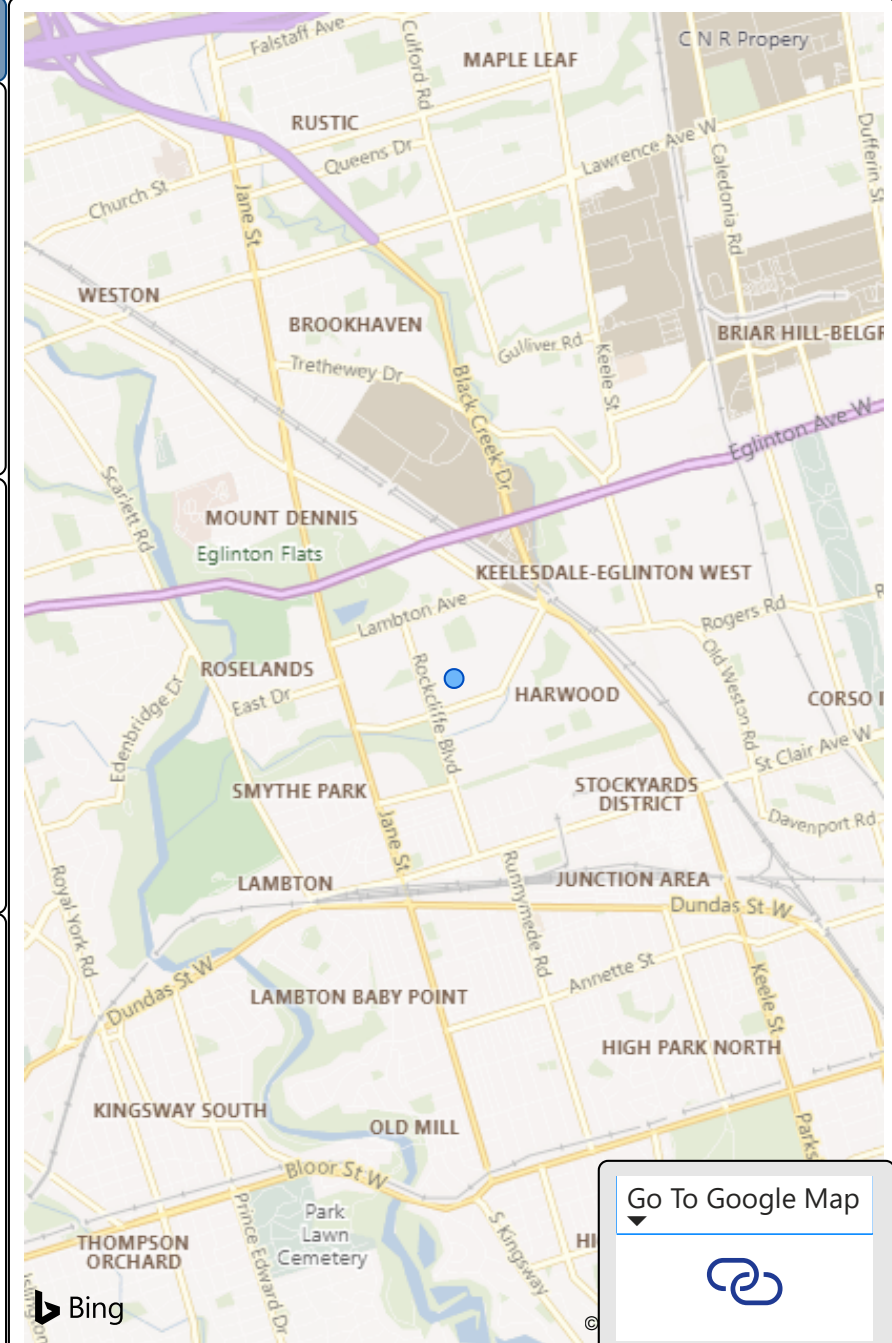 Falstaff Ave
Culford Rd
MAPLE LEAF
C N R Propery
RUSTIC
Queens Dr
Lawrence Ave W
Caledonia Rd
Dufferin St
Church St
Jane St
WESTON
BROOKHAVEN
Gulliver Rd
Keele St
BRIAR HILL-BELGR
Trethewey Dr
Black Creek Dr
Eglinton Ave W
Scarlett Rd
MOUNT DENNIS
Eglinton Flats
KEELESDALE-EGLINTON WEST
Lambton Ave
Rogers Rd
R
ROSELANDS
Rockcliffe Blvd
Old Weston Rd
East Dr
HARWOOD
CORSO I
Edenbridge Dr
St Clair Ave W
SMYTHE PARK
STOCKYARDS
DISTRICT
Jane St
Davenport Rd
Royal York Rd
LAMBTON
Runnymede Rd
JUNCTION AREA
Dundas St W
Dundas St W
Annette St
Keele St
LAMBTON BABY POINT
HIGH PARK NORTH
KINGSWAY SOUTH
OLD MILL
Parks
Bloor St W
Prince Edward Dr
Park
Lawn
Cemetery
S Kingsway
HI
THOMPSON
ORCHARD
Islington
Bing
©
Go To Google Map